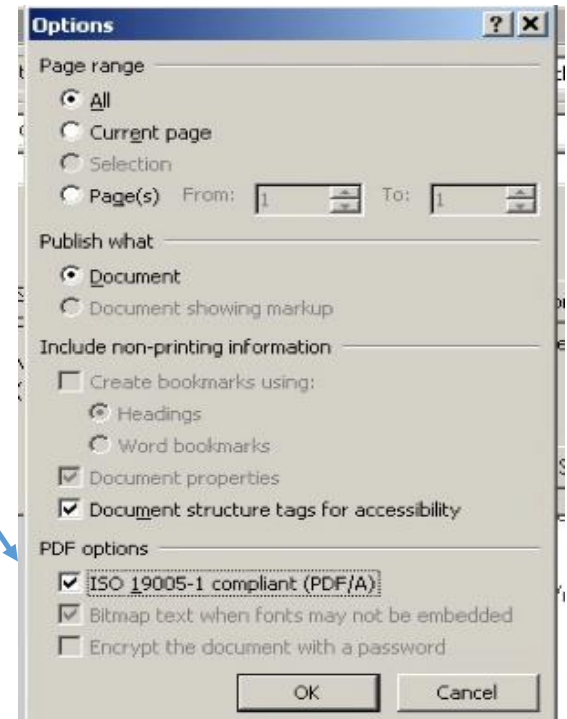 Options
Page range
All
Current page
Selection
Page(s) From: 1 To: 1
Publish what
Document
Document showing markup
Include non-printing information
Create bookmarks using:
Headings
Word bookmarks
Document properties
Document structure tags for accessibility
PDF options
ISO 19005-1 compliant (PDF/A)
Bitmap text when fonts may not be embedded
Encrypt the document with a password
OK Cancel